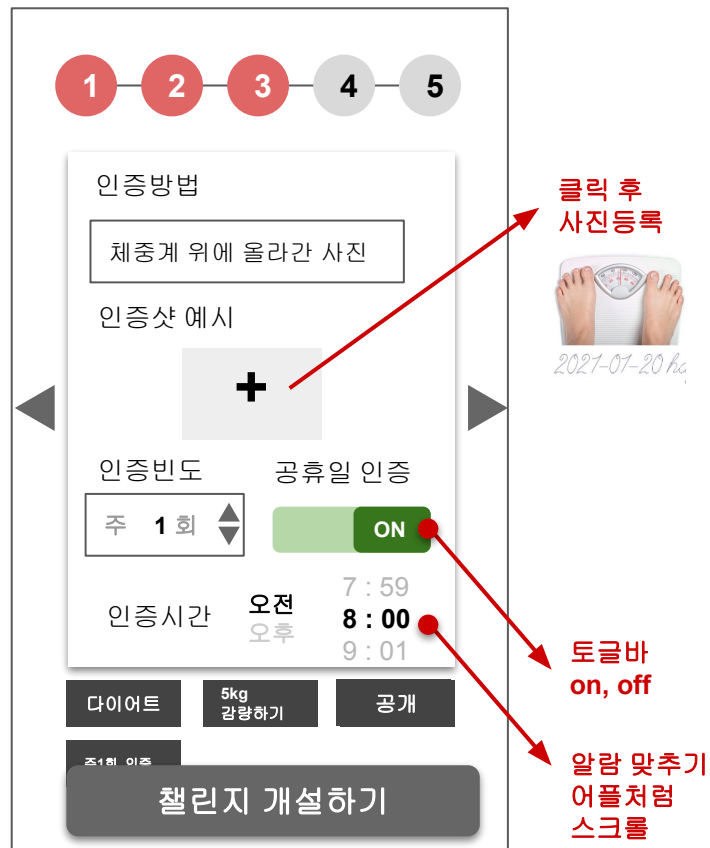 1 2 3 4 5
인증방법
체중계 위에 올라간 사진
인증샷 예시
+
인증빈도 공휴일 인증
주 1 회
ON
인증시간
오전
오후
7 : 59
8 : 00
9 : 01
다이어트
5kg
감량하기
공개
주1회 인증
챌린지 개설하기
클릭 후
사진등록
2021-01-20
토글바
on, off
알람 맞추기
어플처럼
스크롤